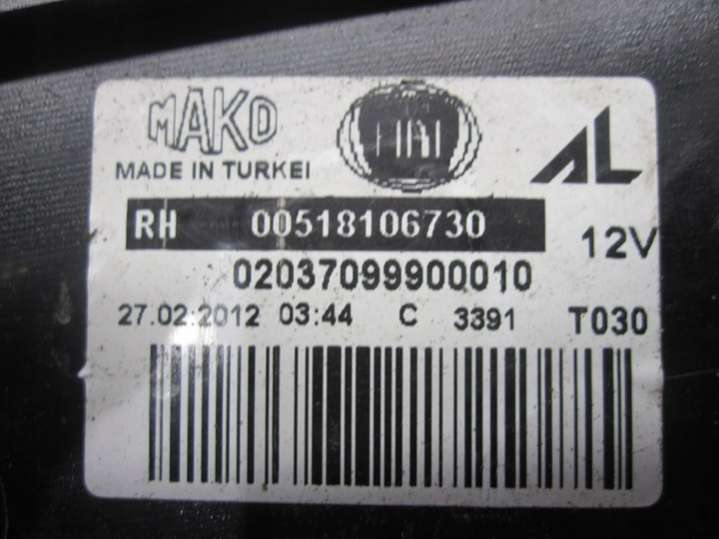 MAKO FIAT AL
MADE IN TURKEI
RH 00518106730
12V
02037099900010
27.02.2012 03:44 C 3391 T030